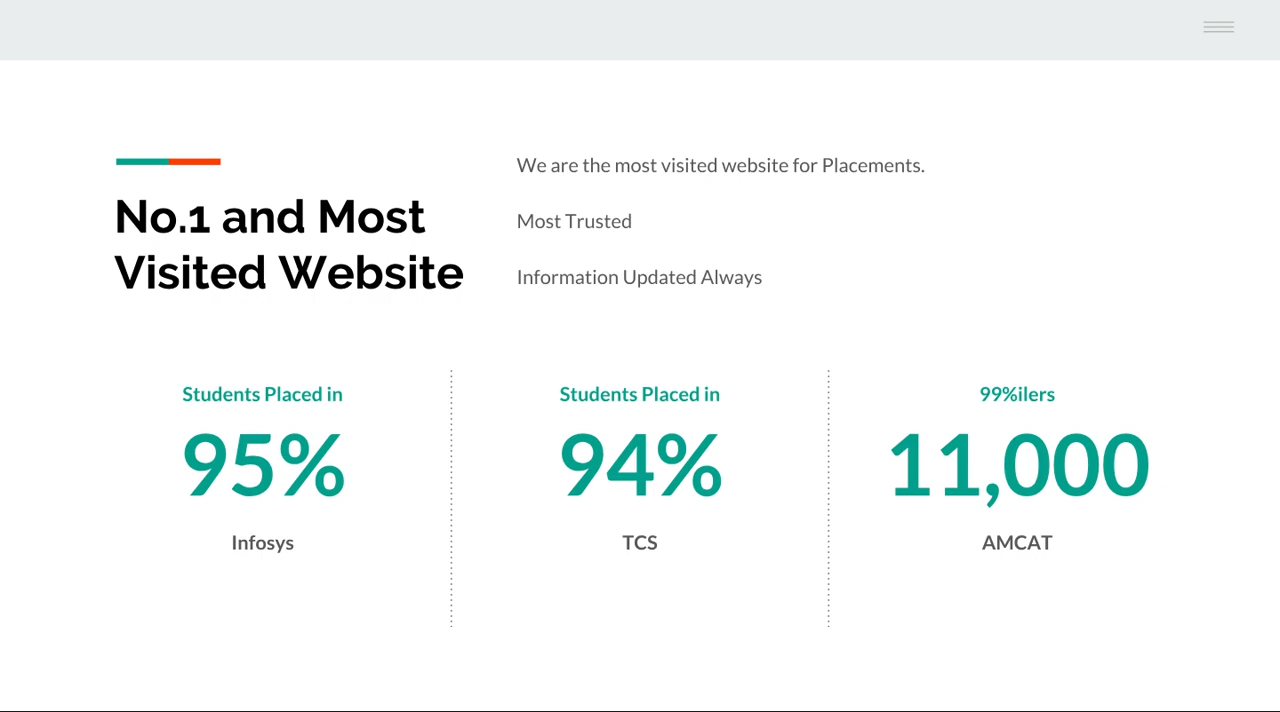 No.1 and Most
Visited Website
We are the most visited website for Placements.
Most Trusted
Information Updated Always
Students Placed in
95%
Infosys
Students Placed in
94%
TCS
99%ilers
11,000
AMCAT